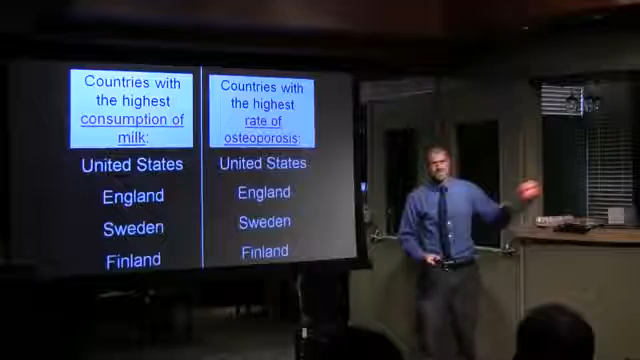 Countries with
the highest
consumption of
milk:
United States
England
Sweden
Finland
Countries with
the highest
rate of
osteoporosis:
United States
England
Sweden
Finland